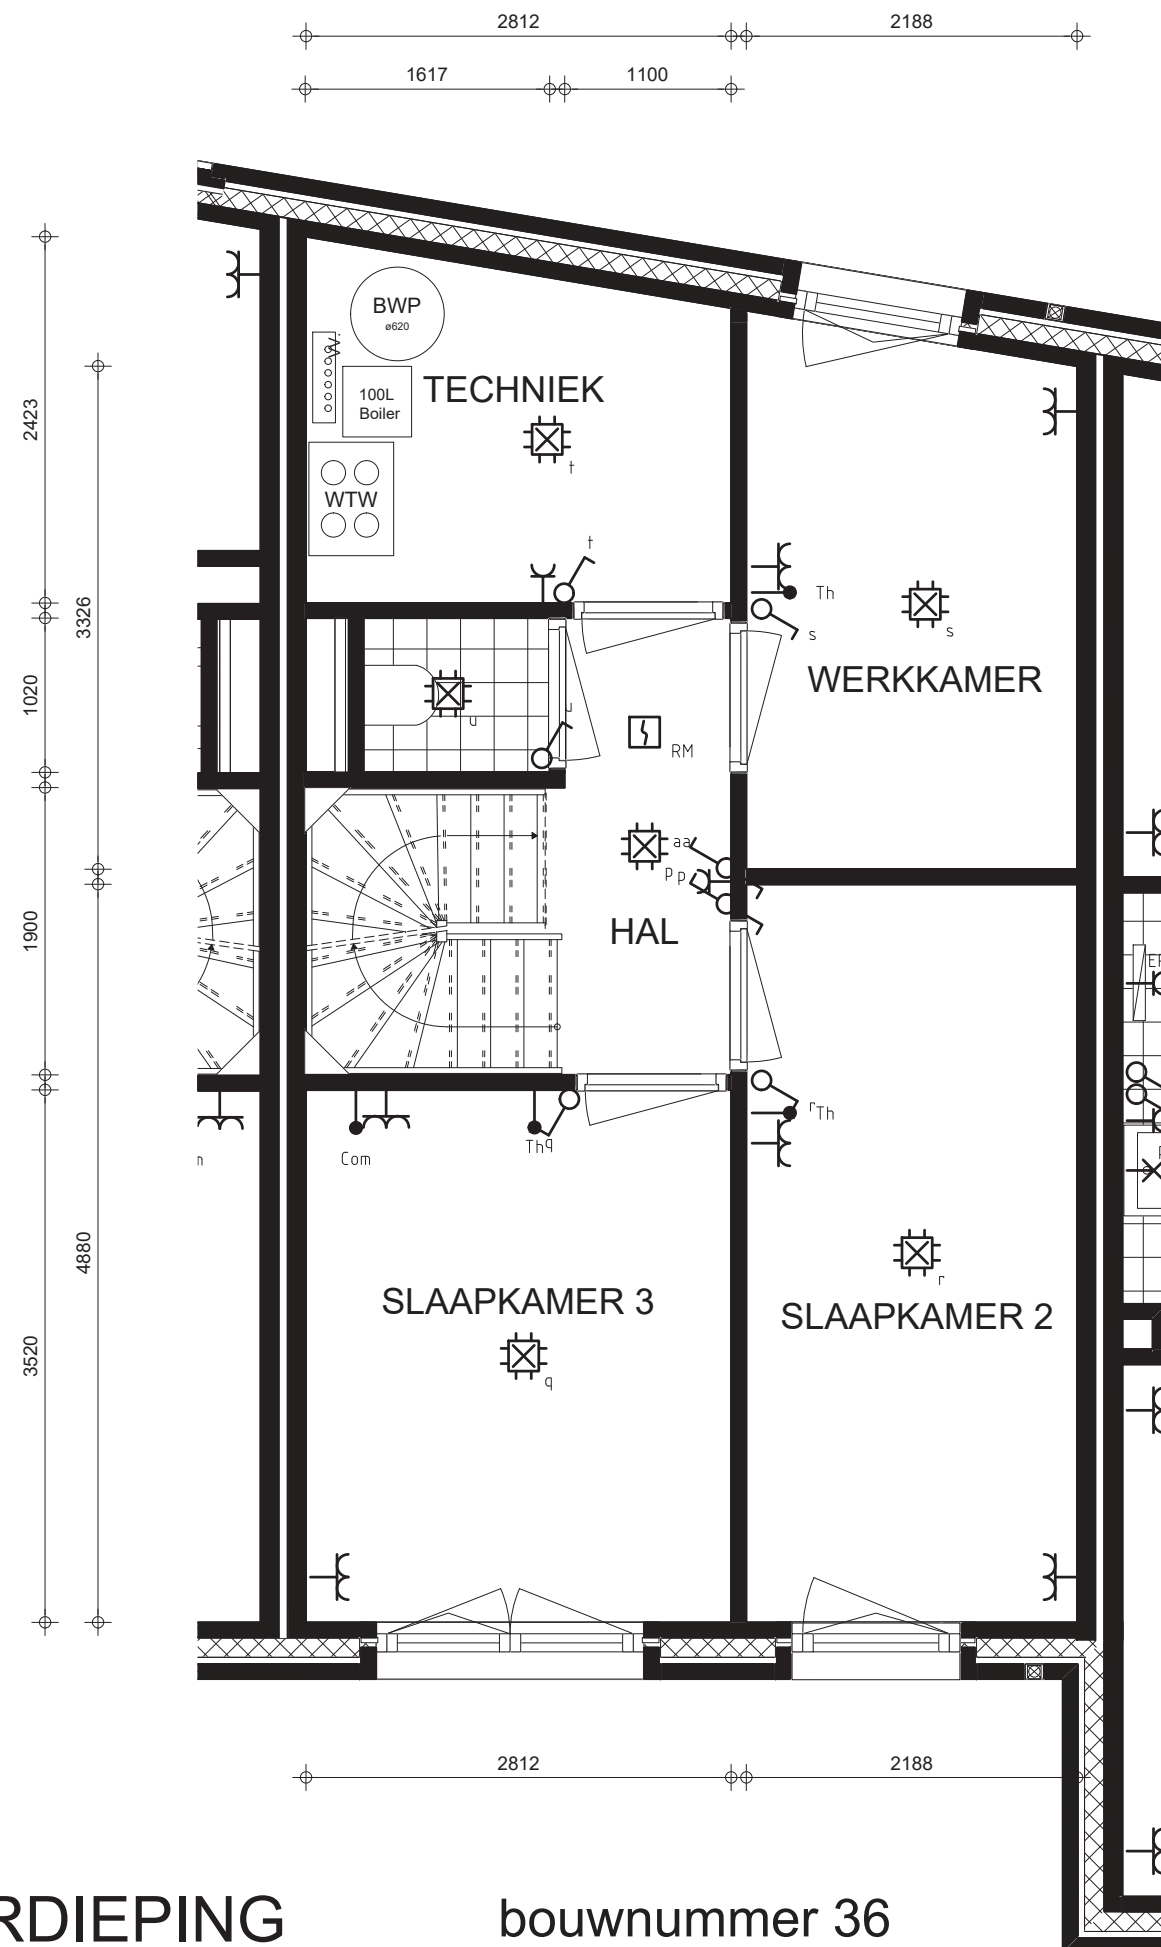 2812 2188
1617 1100
2423
3326
1020
1900
4880
3520
BWP
ø620
W.
100L
Boiler
TECHNIEK
t
WTW
t
Th
s
s
WERKKAMER
u
RM
aa
p p
HAL
r Th
Com
Th q
SLAAPKAMER 3
q
SLAAPKAMER 2
r
2812 2188
RDIEPING
bouwnummer 36